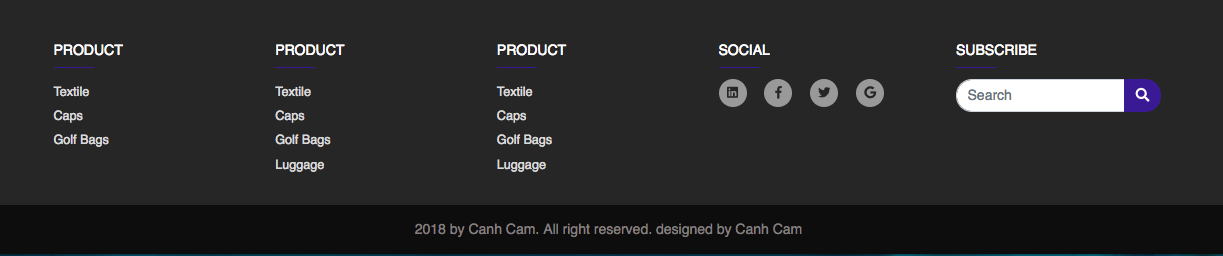 PRODUCT
Textile
Caps
Golf Bags
PRODUCT
Textile
Caps
Golf Bags
Luggage
PRODUCT
Textile
Caps
Golf Bags
Luggage
SOCIAL
SUBSCRIBE
Search
2018 by Canh Cam. All right reserved. designed by Canh Cam